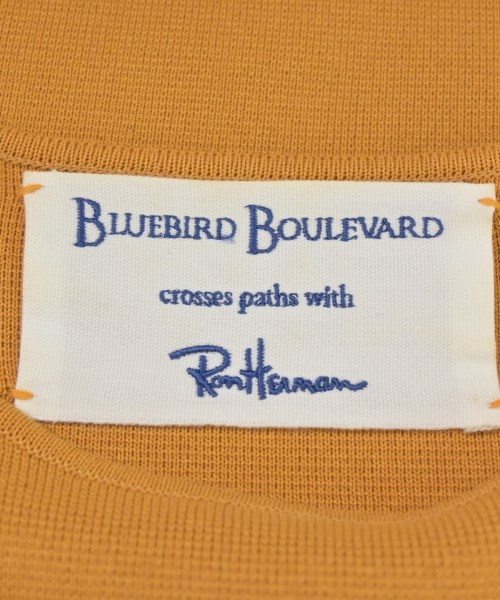 BLUEBIRD BOULEVARD
crosses paths with
Ron Herman